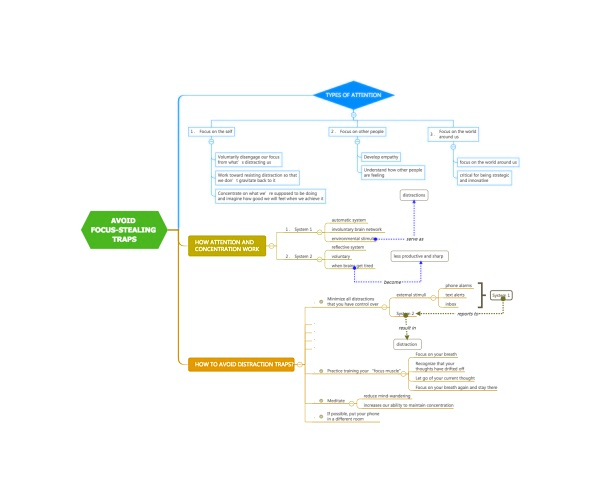 TYPES OF ATTENTION
1. Focus on the self
2. Focus on other people
3. Focus on the world
around us
Voluntarily disengage our focus
from what's distracting us
Work toward resisting distraction so that
we don't gravitate back to it
Concentrate on what we're supposed to be doing
and imagine how good we will feel when we achieve it
Develop empathy
Understand how other people
are feeling
focus on the world around us
critical for being strategic
and innovative
AVOID
FOCUS-STEALING
TRAPS
HOW ATTENTION AND
CONCENTRATION WORK
1. System 1
automatic system
involuntary brain network
environmental stimulus
2. System 2
reflective system
voluntary
when brains get tired
distractions
serve as
less productive and sharp
become
HOW TO AVOID DISTRACTION TRAPS?
Minimize all distractions
that you have control over
external stimuli
phone alarms
text alerts
inbox
System 1
System 2
reports to
result in
distraction
Practice training your "focus muscle"
Focus on your breath
Recognize that your
thoughts have drifted off
Let go of your current thought
Focus on your breath again and stay there
Meditate
reduce mind-wandering
increases our ability to maintain concentration
If possible, put your phone
in a different room